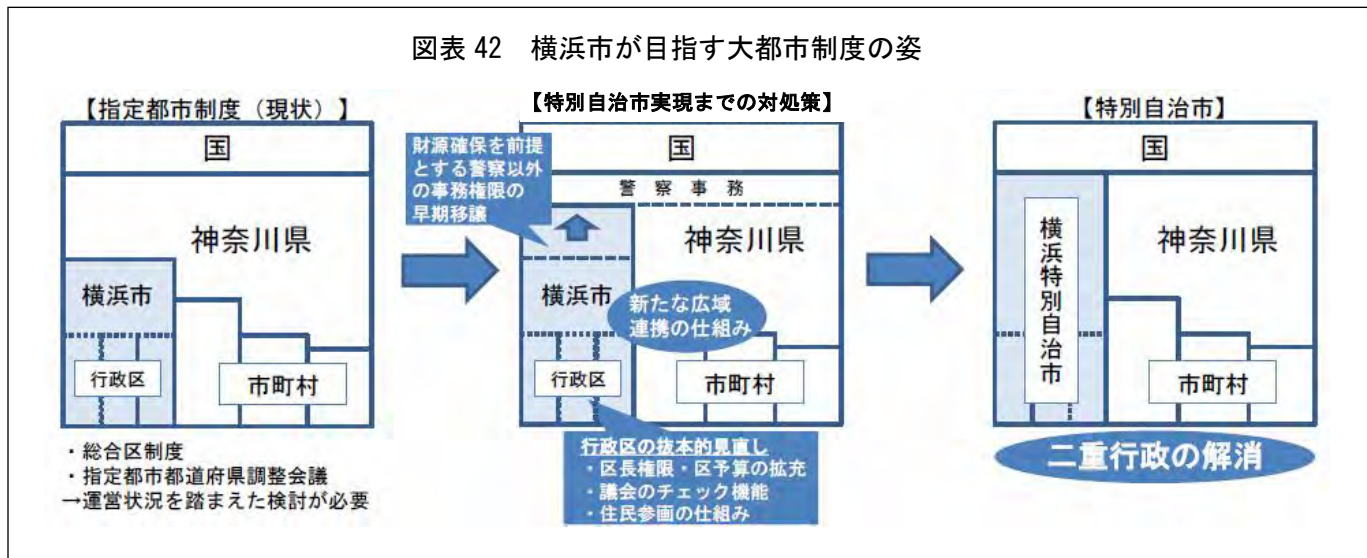 図表 42　横浜市が目指す大都市制度の姿
【指定都市制度（現状）】
国
神奈川県
横浜市
行政区
市町村
・総合区制度
・指定都市都道府県調整会議
→運営状況を踏まえた検討が必要
【特別自治市実現までの対処策】
財源確保を前提
とする警察以外
の事務権限の
早期移譲
国
警察事務
神奈川県
横浜市
新たな広域
連携の仕組み
行政区
市町村
行政区の抜本的見直し
・区長権限・区予算の拡充
・議会のチェック機能
・住民参画の仕組み
【特別自治市】
国
横浜特別自治市
神奈川県
市町村
二重行政の解消